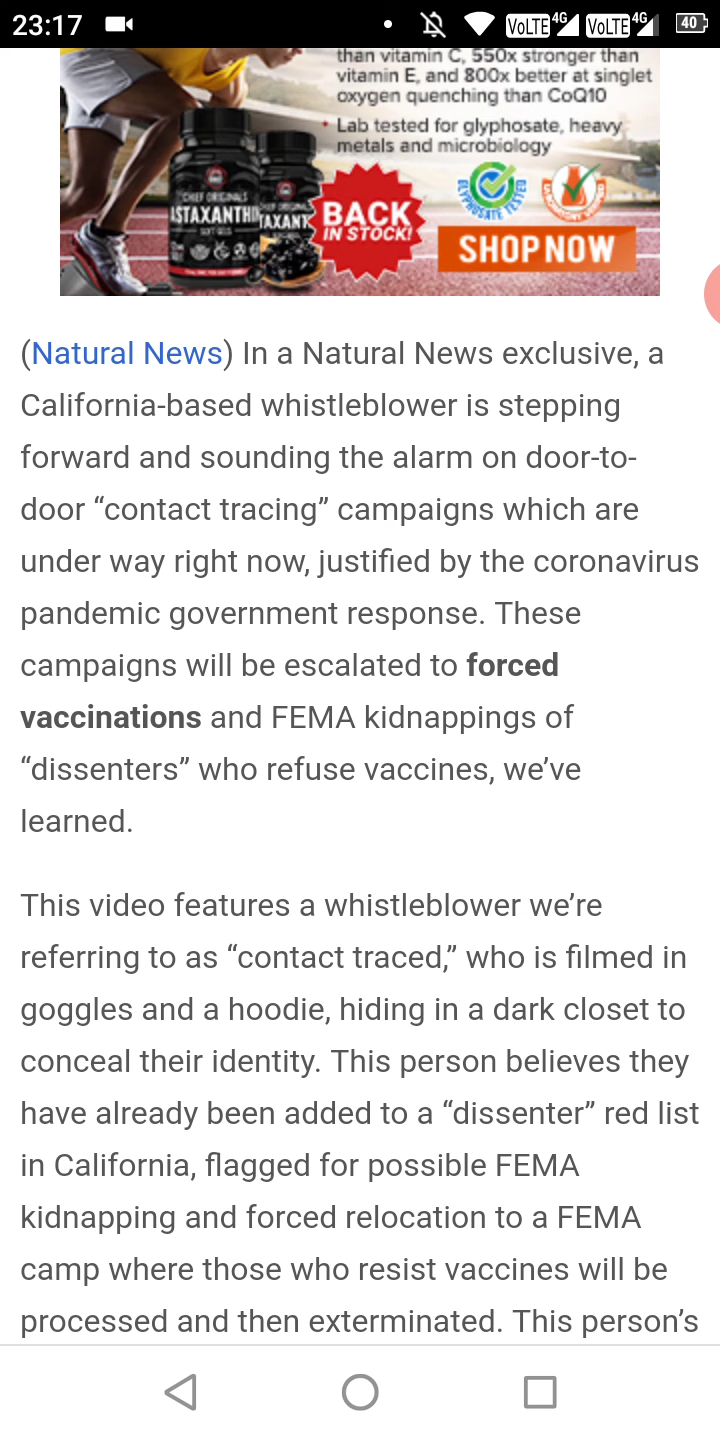 23:17
VoLTE 4G VoLTE 4G 40
than vitamin C, 550x stronger than
vitamin E, and 800x better at singlet
oxygen quenching than CoQ10
• Lab tested for glyphosate, heavy
metals and microbiology
CHIEF ORIGINALS
ASTAXANTHIN
TAXANT
BACK
IN STOCK!
SHOP NOW
(Natural News) In a Natural News exclusive, a
California-based whistleblower is stepping
forward and sounding the alarm on door-to-
door “contact tracing” campaigns which are
under way right now, justified by the coronavirus
pandemic government response. These
campaigns will be escalated to forced
vaccinations and FEMA kidnappings of
“dissenters” who refuse vaccines, we’ve
learned.
This video features a whistleblower we’re
referring to as “contact traced,” who is filmed in
goggles and a hoodie, hiding in a dark closet to
conceal their identity. This person believes they
have already been added to a “dissenter” red list
in California, flagged for possible FEMA
kidnapping and forced relocation to a FEMA
camp where those who resist vaccines will be
processed and then exterminated. This person’s